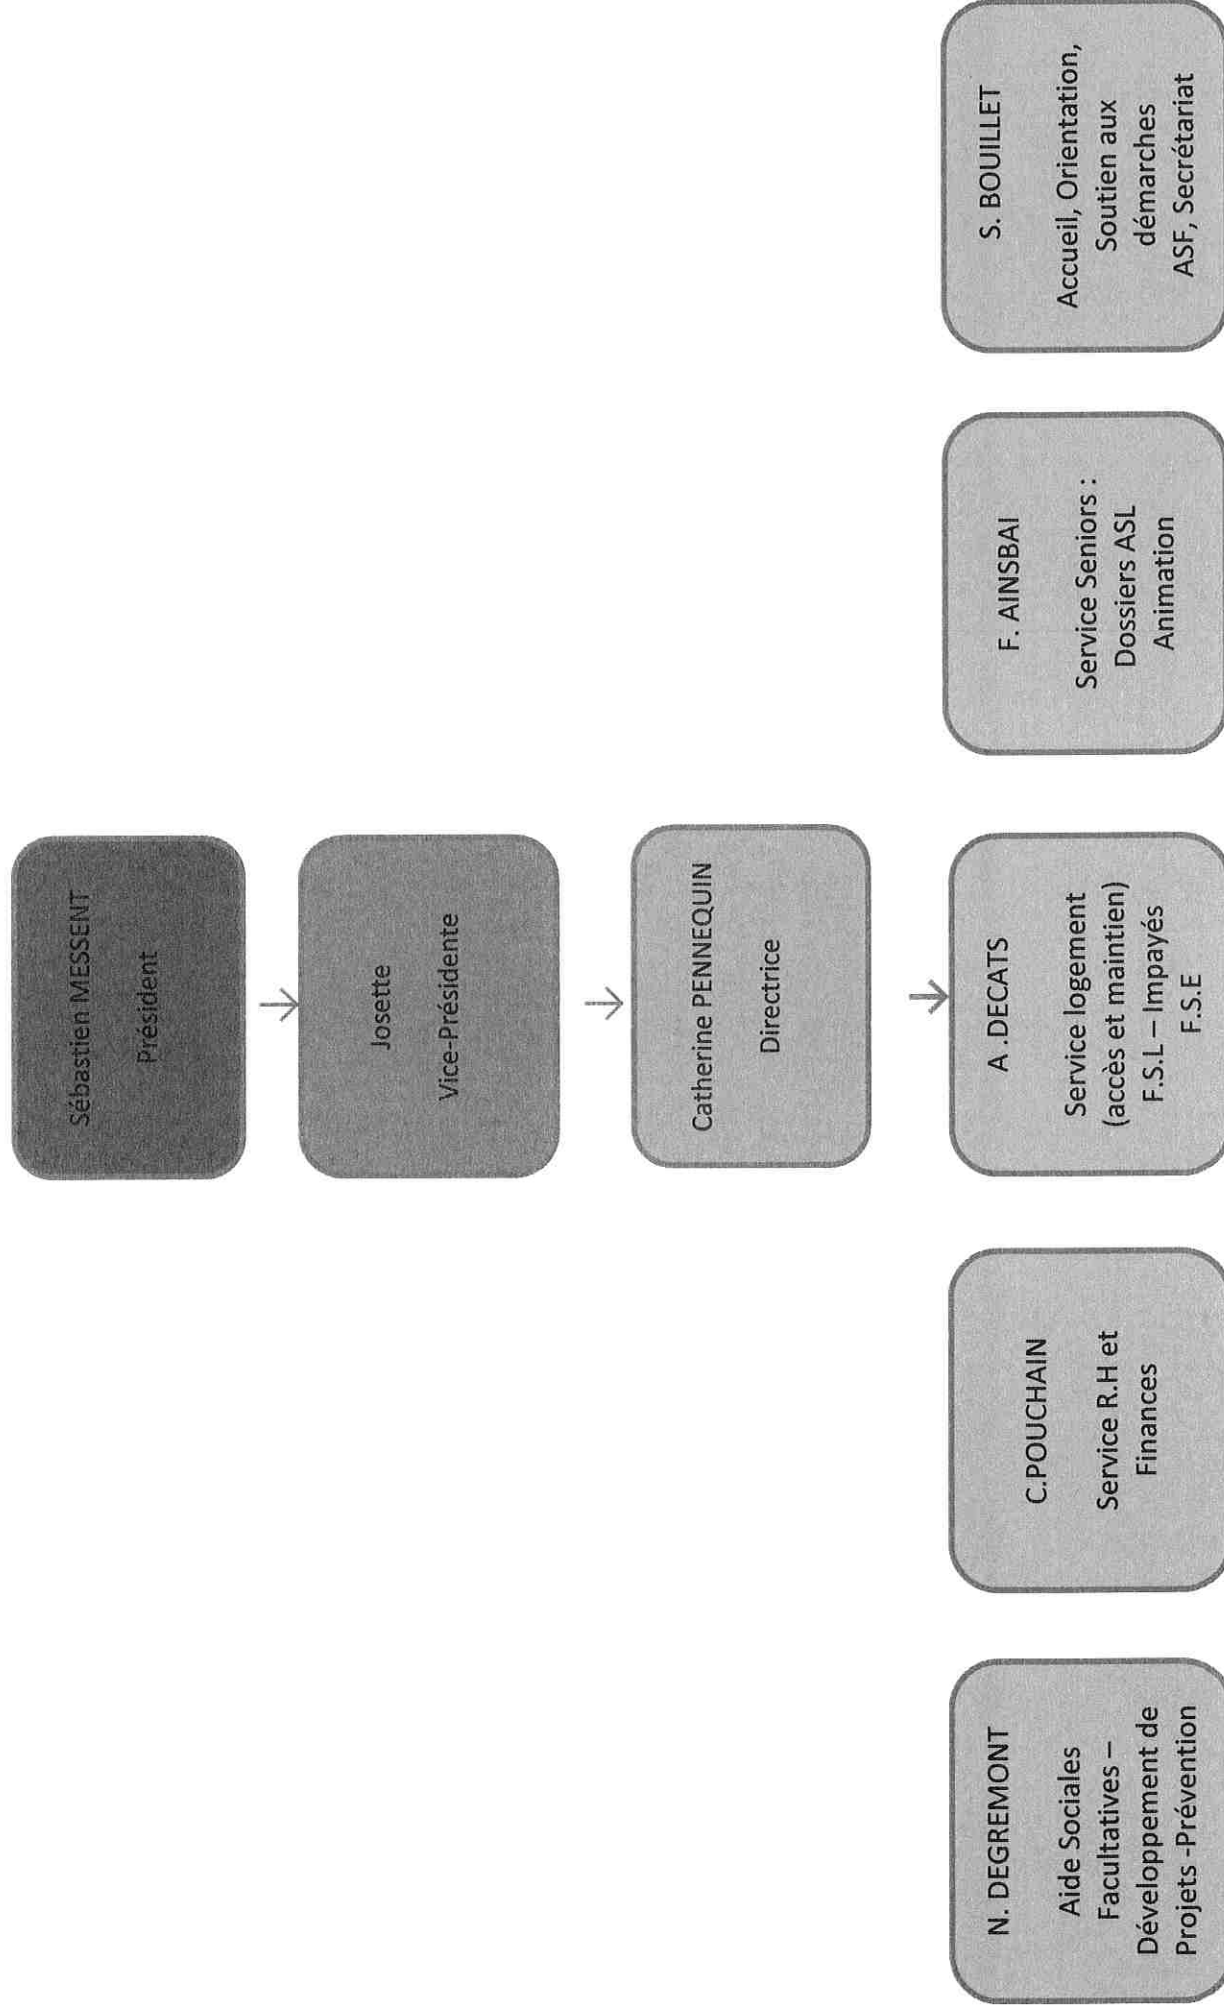 Sébastien MESSENT
Président
Josette
Vice-Présidente
Catherine PENNEQUIN
Directrice
N. DEGREMONT
Aide Sociales
Facultatives –
Développement de
Projets -Prévention
C.POUCHAIN
Service R.H et
Finances
A .DECATS
Service logement
(accès et maintien)
F.S.L – Impayés
F.S.E
F. AINSBAI
Service Seniors :
Dossiers ASL
Animation
S. BOUILLET
Accueil, Orientation,
Soutien aux
démarches
ASF, Secrétariat